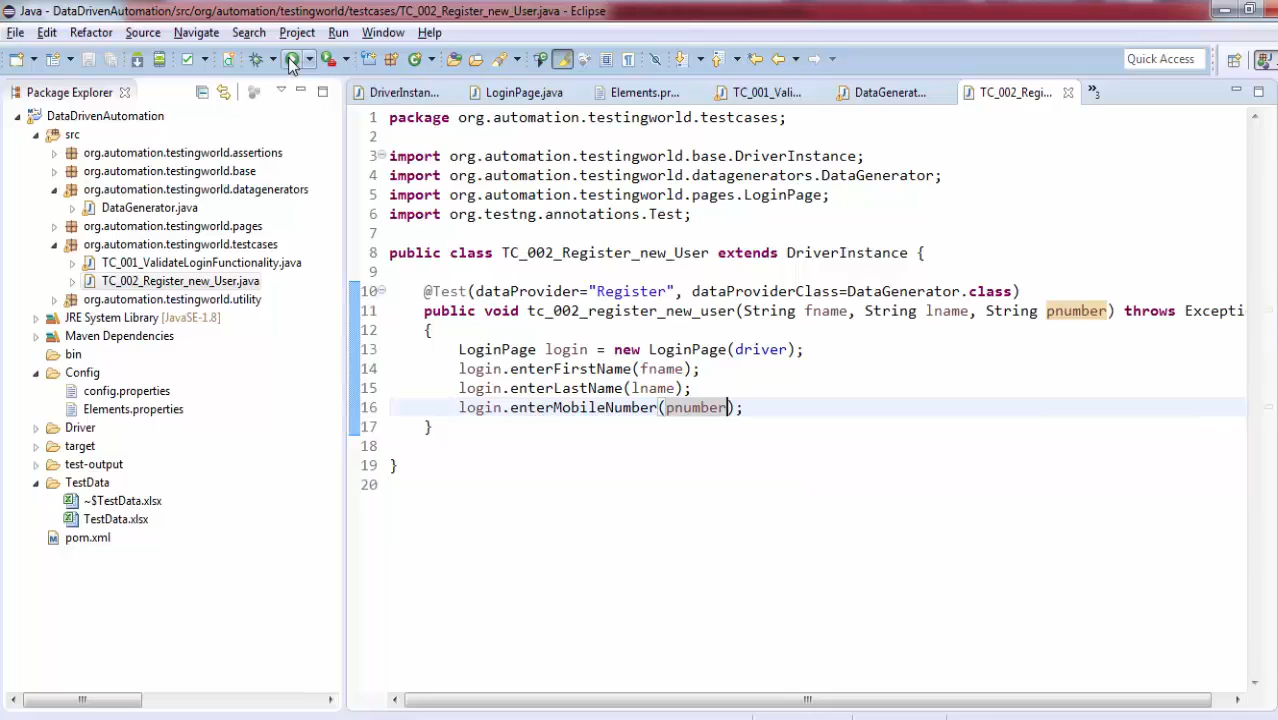 Java - DataDrivenAutomation/src/org/automation/testingworld/testcases/TC_002_Register_new_User.java - Eclipse
File Edit Refactor Source Navigate Search Project Run Window Help
Quick Access
Package Explorer
DriverInstan... LoginPage.java Elements.pr... TC_001_Vali... DataGenerat... TC_002_Regi... »3
DataDrivenAutomation
src
org.automation.testingworld.assertions
org.automation.testingworld.base
org.automation.testingworld.datagenerators
DataGenerator.java
org.automation.testingworld.pages
org.automation.testingworld.testcases
TC_001_ValidateLoginFunctionality.java
TC_002_Register_new_User.java
org.automation.testingworld.utility
JRE System Library [JavaSE-1.8]
Maven Dependencies
bin
Config
config.properties
Elements.properties
Driver
target
test-output
TestData
~$TestData.xlsx
TestData.xlsx
pom.xml
1 package org.automation.testingworld.testcases;
2
3 import org.automation.testingworld.base.DriverInstance;
4 import org.automation.testingworld.datagenerators.DataGenerator;
5 import org.automation.testingworld.pages.LoginPage;
6 import org.testng.annotations.Test;
7
8 public class TC_002_Register_new_User extends DriverInstance {
9
10 @Test(dataProvider="Register", dataProviderClass=DataGenerator.class)
11 public void tc_002_register_new_user(String fname, String lname, String pnumber) throws Exceptio
12 {
13 LoginPage login = new LoginPage(driver);
14 login.enterFirstName(fname);
15 login.enterLastName(lname);
16 login.enterMobileNumber(pnumber);
17 }
18
19 }
20